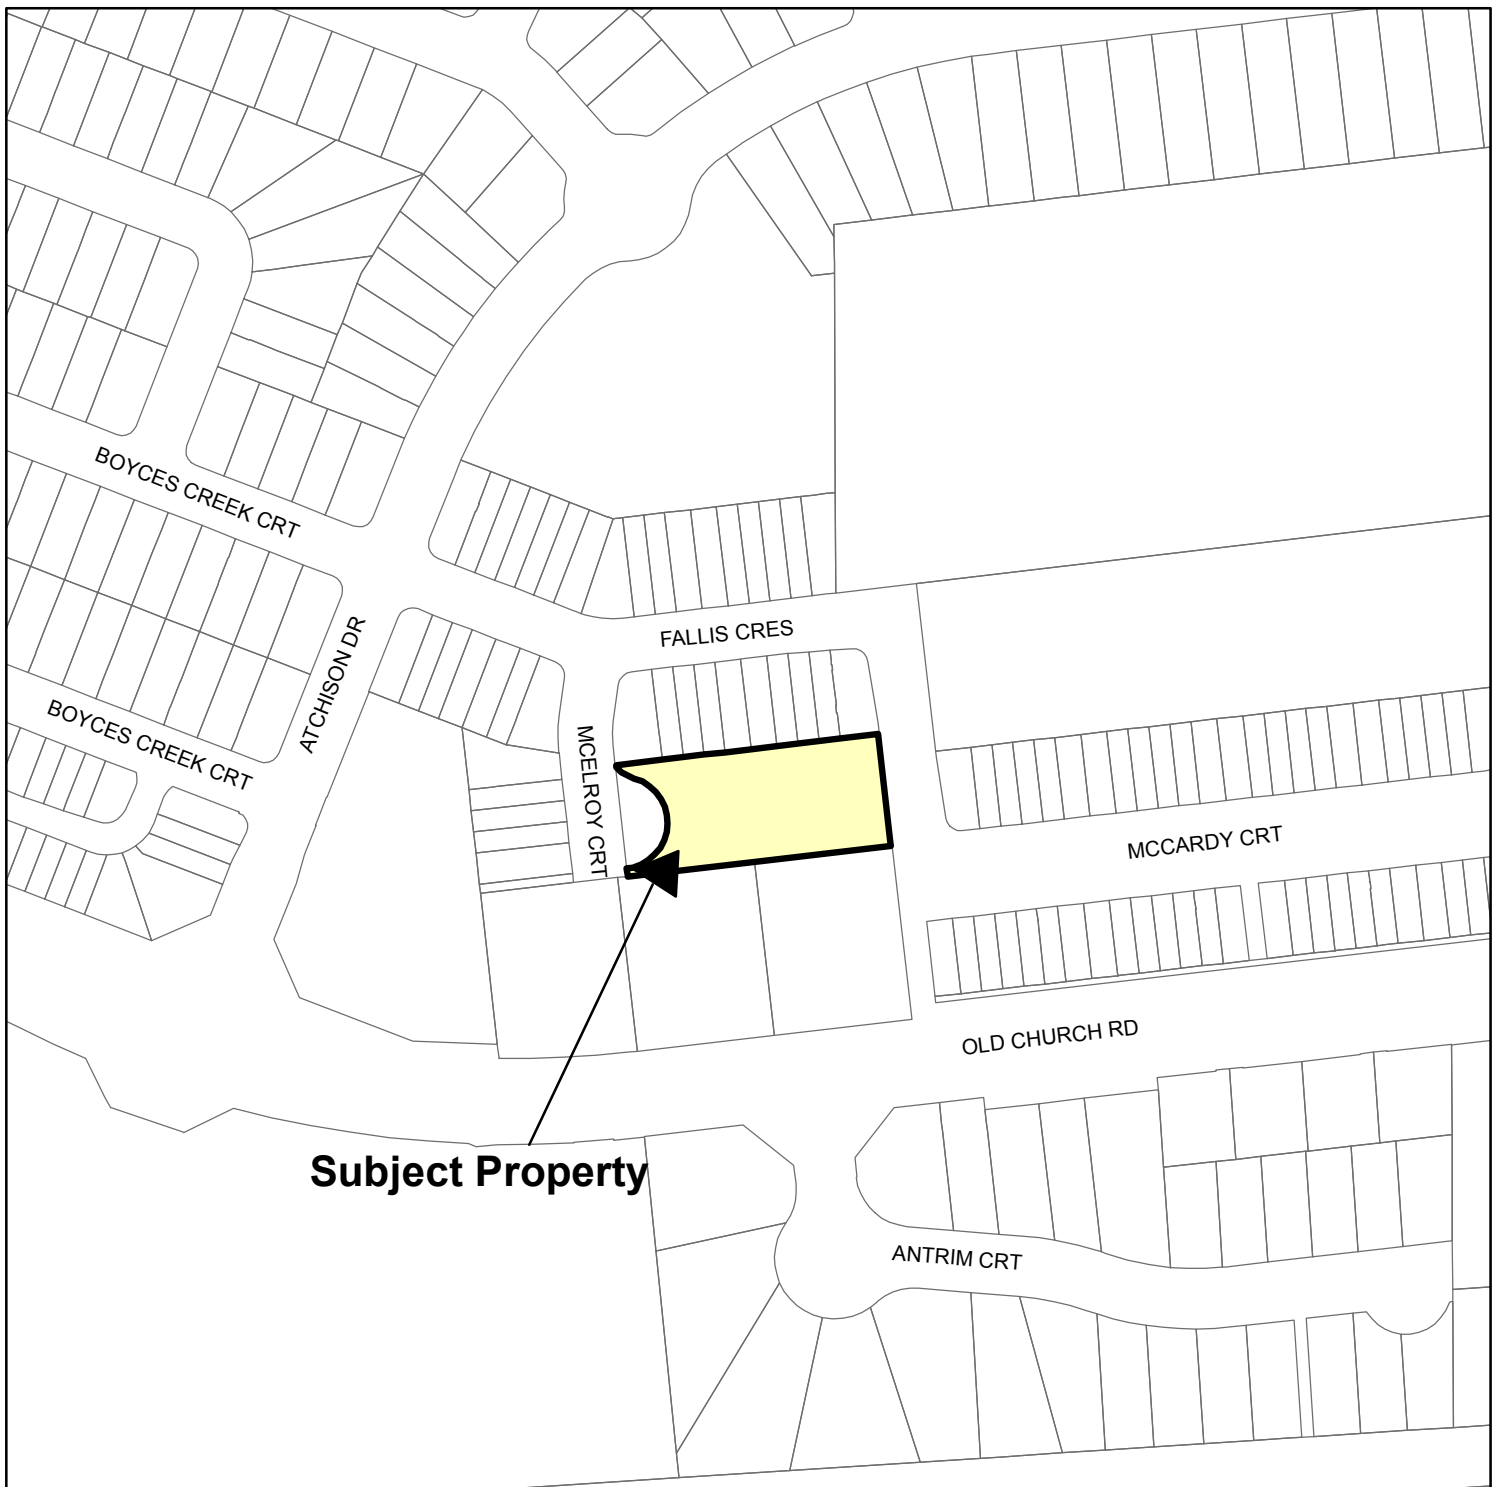 BOYCES CREEK CRT
FALLIS CRES
ATCHISON DR
BOYCES CREEK CRT
MCELROY CRT
MCCARDY CRT
OLD CHURCH RD
Subject Property
ANTRIM CRT